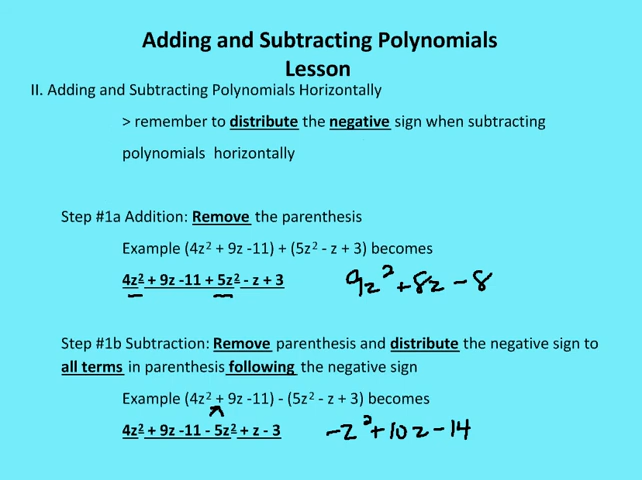 Adding and Subtracting Polynomials
Lesson
II. Adding and Subtracting Polynomials Horizontally
> remember to distribute the negative sign when subtracting
polynomials horizontally
Step #1a Addition: Remove the parenthesis
Example (4z² + 9z -11) + (5z² - z + 3) becomes
4z² + 9z -11 + 5z² - z + 3 9z² + 8z - 8
Step #1b Subtraction: Remove parenthesis and distribute the negative sign to
all terms in parenthesis following the negative sign
Example (4z² + 9z -11) - (5z² - z + 3) becomes
4z² + 9z -11 - 5z² + z - 3 -z² + 10z - 14